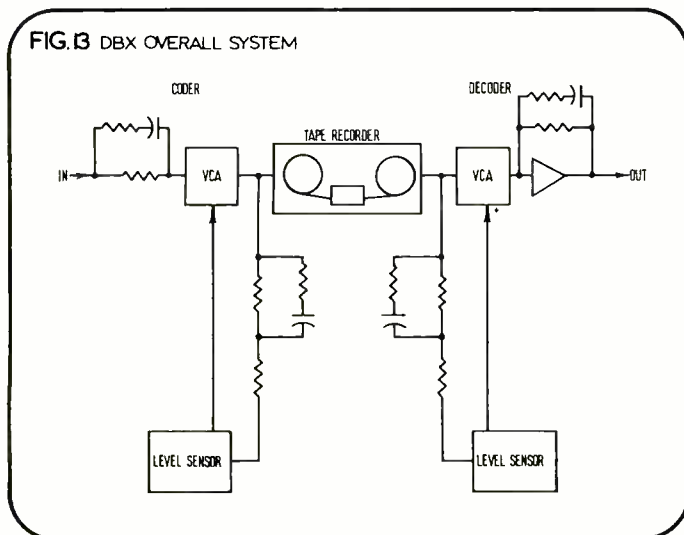 FIG.13 DBX OVERALL SYSTEM
CODER
DECODER
TAPE RECORDER
IN
VCA
VCA
+
OUT
LEVEL SENSOR
LEVEL SENSOR